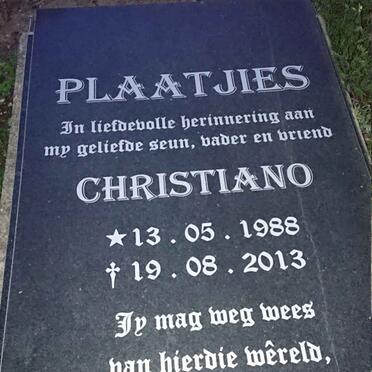 PLAATJIES
In liefdevolle herinnering aan
my geliefde seun, vader en vriend
CHRISTIANO
★ 13 . 05 . 1988
† 19 . 08 . 2013
Jy mag weg wees
van hierdie wêreld,